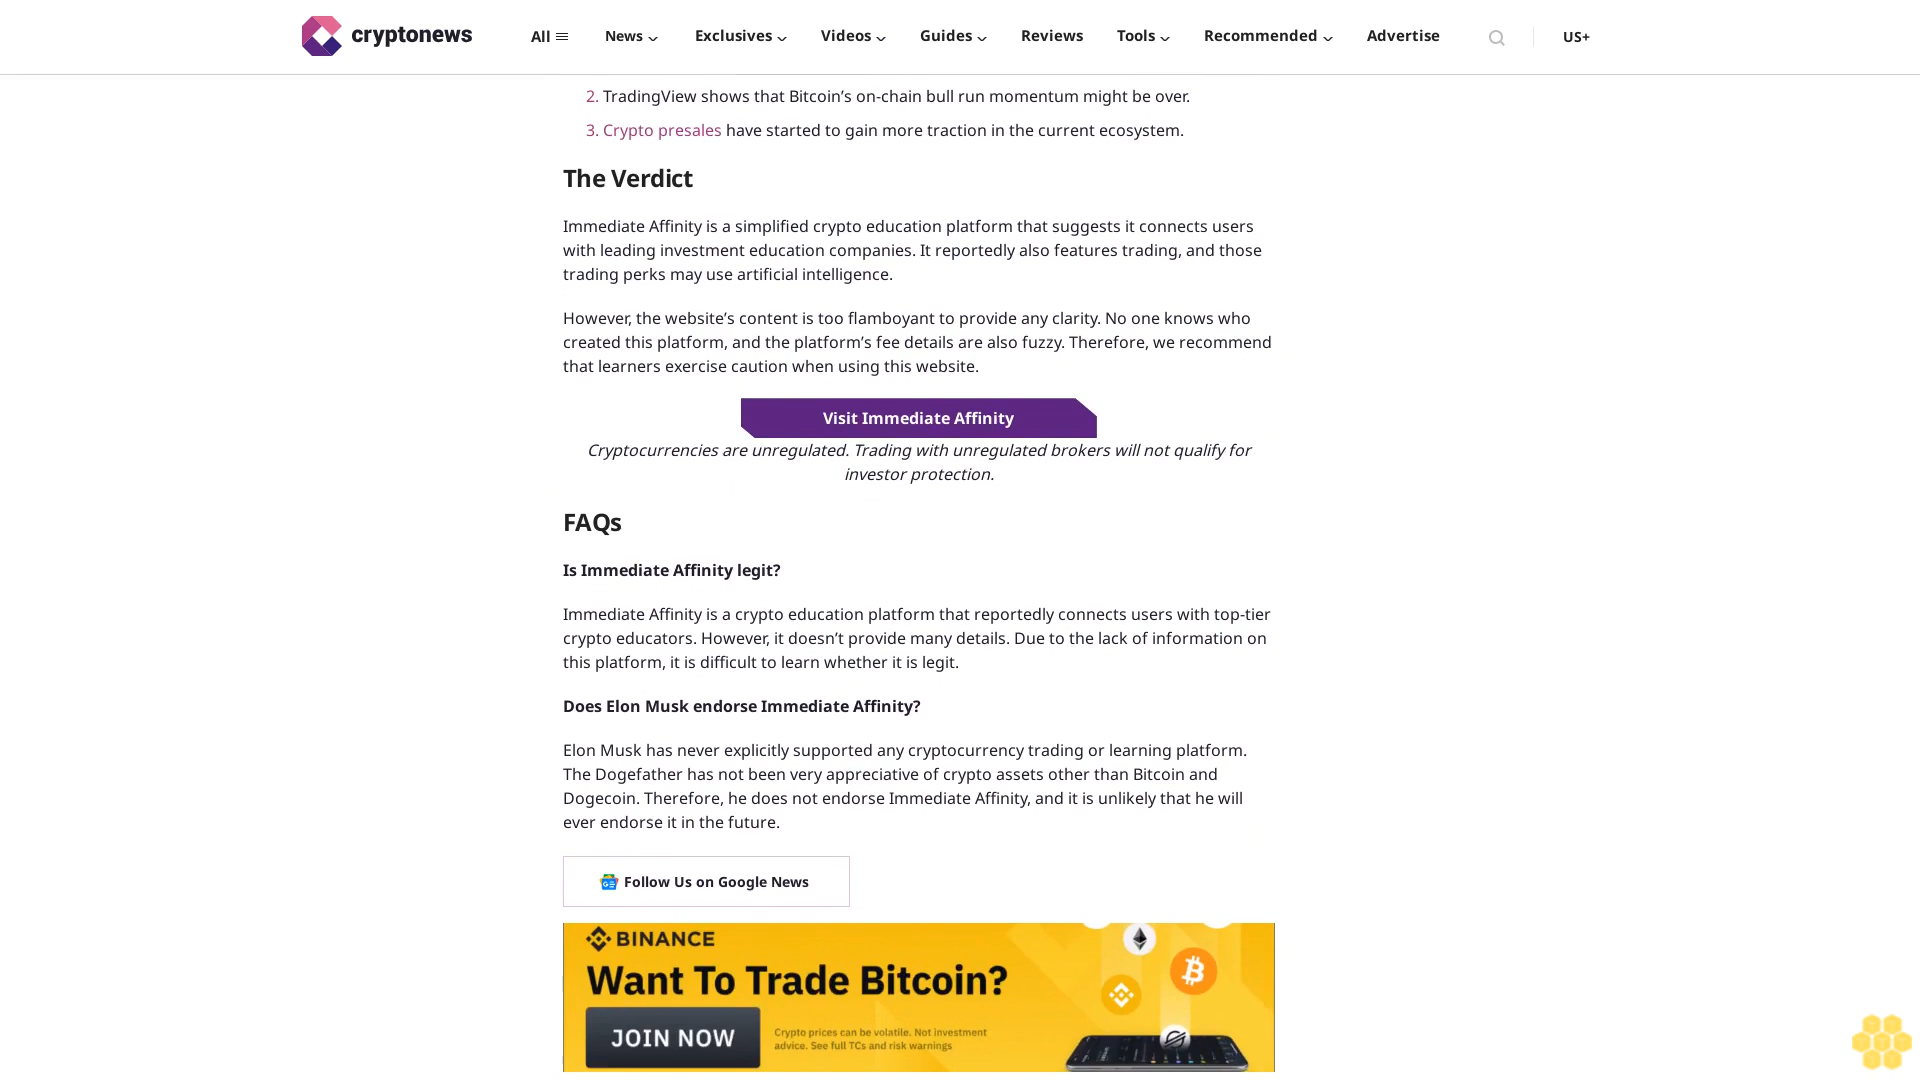 cryptonews
All
News
Exclusives
Videos
Guides
Reviews
Tools
Recommended
Advertise
US+
2. TradingView shows that Bitcoin’s on-chain bull run momentum might be over.
3. Crypto presales have started to gain more traction in the current ecosystem.
The Verdict
Immediate Affinity is a simplified crypto education platform that suggests it connects users
with leading investment education companies. It reportedly also features trading, and those
trading perks may use artificial intelligence.
However, the website’s content is too flamboyant to provide any clarity. No one knows who
created this platform, and the platform’s fee details are also fuzzy. Therefore, we recommend
that learners exercise caution when using this website.
Visit Immediate Affinity
Cryptocurrencies are unregulated. Trading with unregulated brokers will not qualify for
investor protection.
FAQs
Is Immediate Affinity legit?
Immediate Affinity is a crypto education platform that reportedly connects users with top-tier
crypto educators. However, it doesn’t provide many details. Due to the lack of information on
this platform, it is difficult to learn whether it is legit.
Does Elon Musk endorse Immediate Affinity?
Elon Musk has never explicitly supported any cryptocurrency trading or learning platform.
The Dogefather has not been very appreciative of crypto assets other than Bitcoin and
Dogecoin. Therefore, he does not endorse Immediate Affinity, and it is unlikely that he will
ever endorse it in the future.
Follow Us on Google News
BINANCE
Want To Trade Bitcoin?
JOIN NOW
Crypto prices can be volatile. Not investment
advice. See full TCs and risk warnings